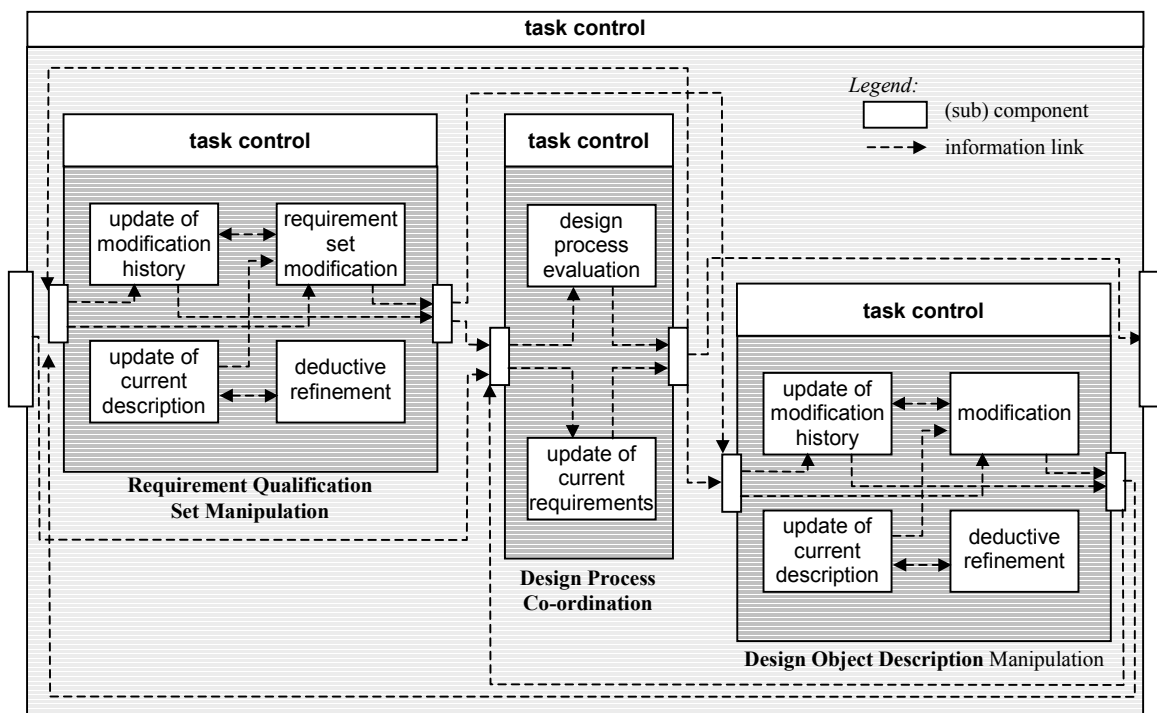 task control
Legend:
(sub) component
information link
task control
update of
modification
history
requirement
set
modification
update of
current
description
deductive
refinement
Requirement Qualification
Set Manipulation
task control
design
process
evaluation
update of
current
requirements
Design Process
Co-ordination
task control
update of
modification
history
modification
update of
current
description
deductive
refinement
Design Object Description Manipulation